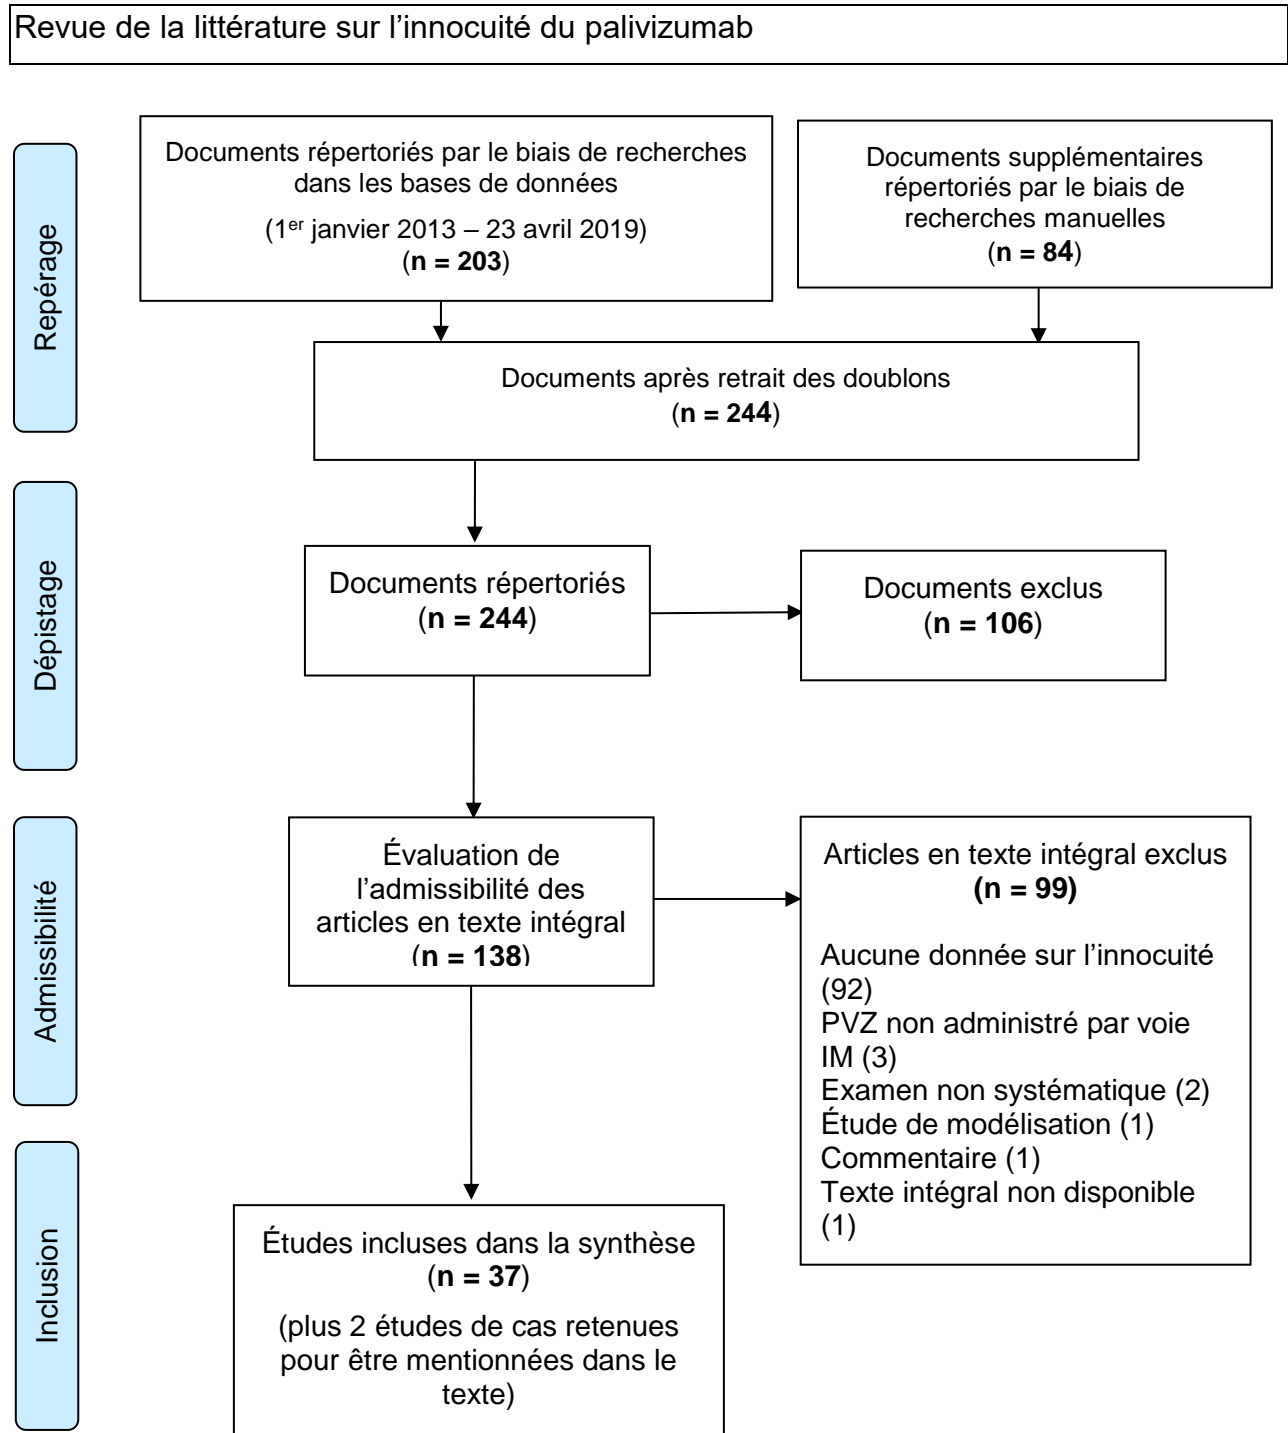 Revue de la littérature sur l’innocuité du palivizumab
Repérage
Documents répertoriés par le biais de recherches
dans les bases de données
(1er janvier 2013 – 23 avril 2019)
(n = 203)
Documents supplémentaires
répertoriés par le biais de
recherches manuelles
(n = 84)
Documents après retrait des doublons
(n = 244)
Dépistage
Documents répertoriés
(n = 244)
Documents exclus
(n = 106)
Admissibilité
Évaluation de
l’admissibilité des
articles en texte intégral
(n = 138)
Articles en texte intégral exclus
(n = 99)
Aucune donnée sur l’innocuité
(92)
PVZ non administré par voie
IM (3)
Examen non systématique (2)
Étude de modélisation (1)
Commentaire (1)
Texte intégral non disponible
(1)
Inclusion
Études incluses dans la synthèse
(n = 37)
(plus 2 études de cas retenues
pour être mentionnées dans le
texte)